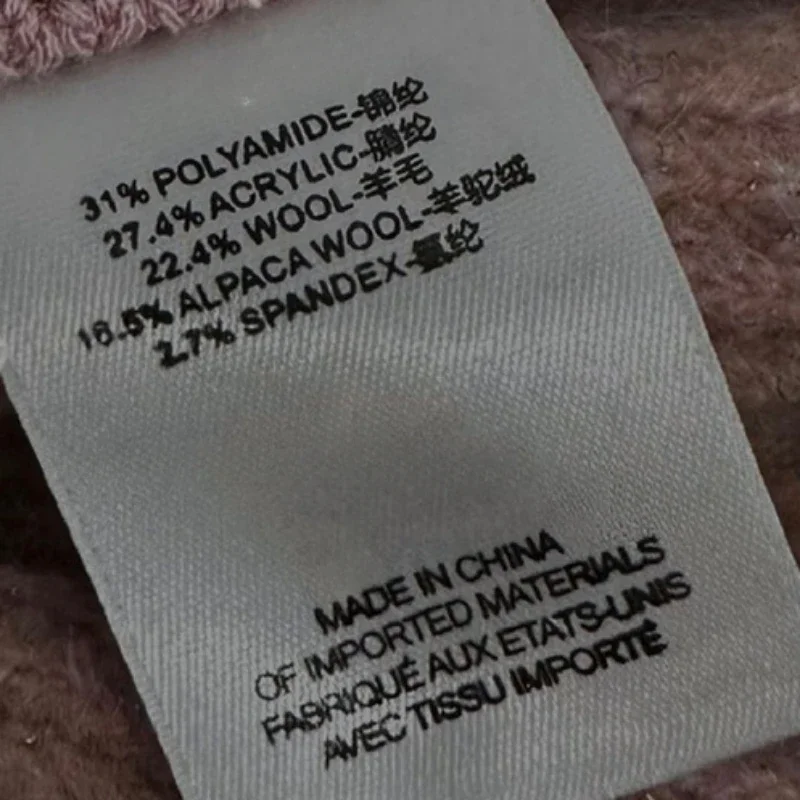 31% POLYAMIDE-锦纶
27.4% ACRYLIC-腈纶
22.4% WOOL-羊毛
16.5% ALPACA WOOL-羊驼绒
2.7% SPANDEX-氨纶
MADE IN CHINA
OF IMPORTED MATERIALS
FABRIQUÉ AUX ETATS-UNIS
AVEC TISSU IMPORTÉ